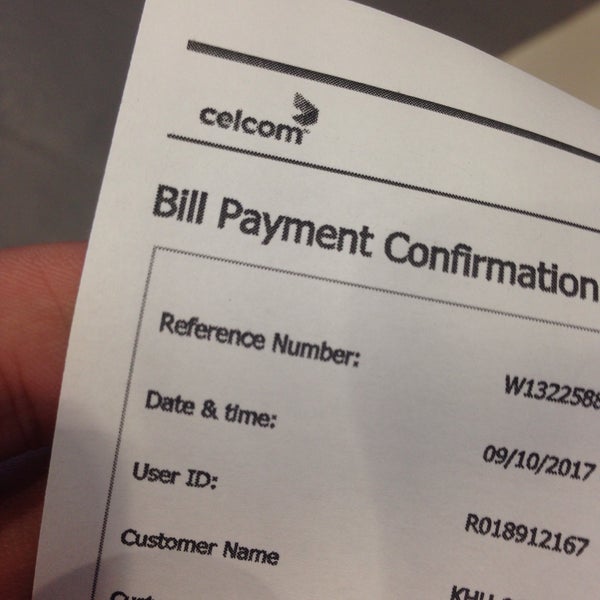 celcom
Bill Payment Confirmation
Reference Number:
W1322588
Date & time:
09/10/2017
User ID:
R018912167
Customer Name